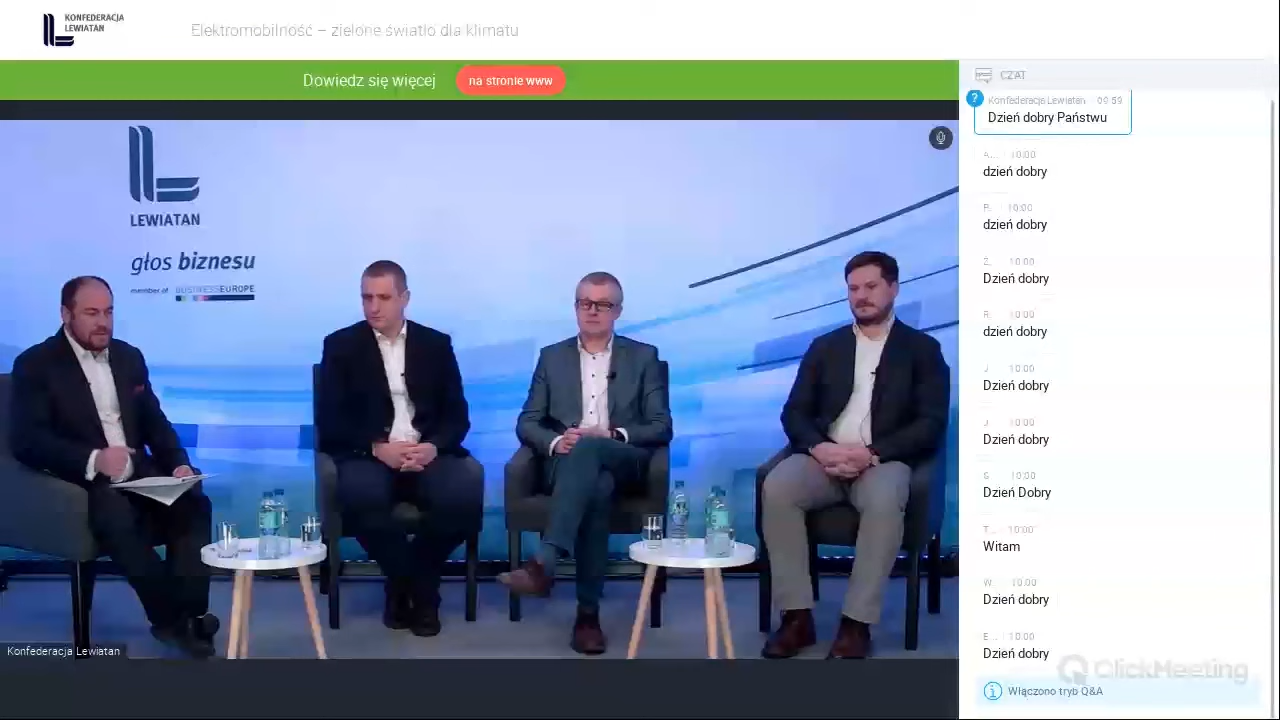 KONFEDERACJA
LEWIATAN
Elektromobilność – zielone światło dla klimatu
Dowiedz się więcej
na stronie www
LEWIATAN
głos biznesu
member of BUSINESSEUROPE
Konfederacja Lewiatan
CZAT
Konfederacja Lewiatan 09:59
Dzień dobry Państwu
A... 10:00
dzień dobry
P. 10:00
dzień dobry
Ż. 10:00
Dzień dobry
R. 10:00
dzień dobry
J 10:00
Dzień dobry
J. 10:00
Dzień dobry
S 10:00
Dzień Dobry
T... 10:00
Witam
W. 10:00
Dzień dobry
E... 10:00
Dzień dobry
ClickMeeting
Włączono tryb Q&A